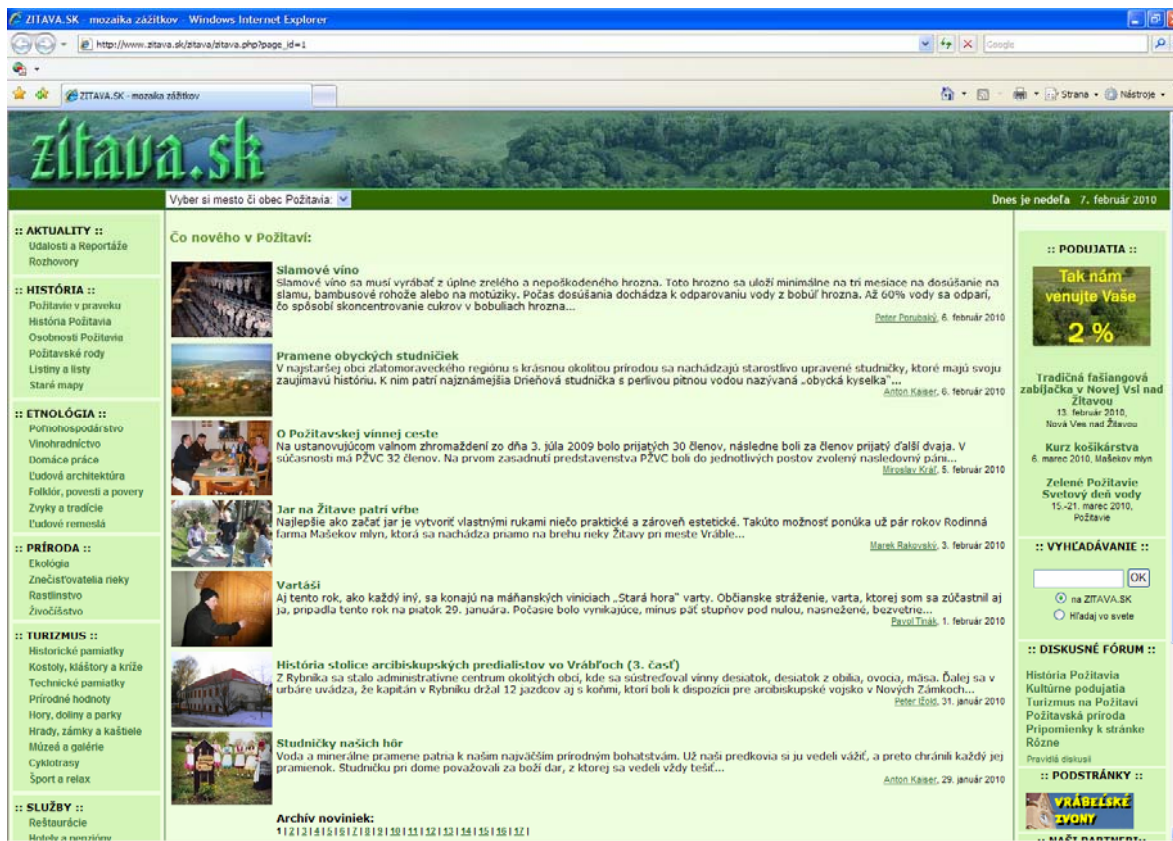 ZITAVA.SK - mozaika zážitkov - Windows Internet Explorer
http://www.zitava.sk/zitava/zitava.php?page_id=1
Google
ZITAVA.SK - mozaika zážitkov
Strana
Nástroje
zitava.sk
Vyber si mesto či obec Požitavia:
Dnes je nedeľa 7. február 2010
:: AKTUALITY ::
Udalosti a Reportáže
Rozhovory
:: HISTÓRIA ::
Požitavie v praveku
História Požitavia
Osobnosti Požitavia
Požitavské rody
Listiny a listy
Staré mapy
:: ETNOLÓGIA ::
Poľnohospodárstvo
Vinohradníctvo
Domáce práce
Ľudová architektúra
Folklór, povesti a povery
Zvyky a tradície
Ľudové remeslá
:: PRÍRODA ::
Ekológia
Znečisťovatelia rieky
Rastlinstvo
Živočíšstvo
:: TURIZMUS ::
Historické pamiatky
Kostoly, kláštory a kríže
Technické pamiatky
Prírodné hodnoty
Hory, doliny a parky
Hrady, zámky a kaštiele
Múzeá a galérie
Cyklotrasy
Šport a relax
:: SLUŽBY ::
Reštaurácie
Hotely a penzióny
Čo nového v Požitaví:
Slamové víno
Slamové víno sa musí vyrábať z úplne zrelého a nepoškodeného hrozna. Toto hrozno sa uloží minimálne na tri mesiace na dosúšanie na
slamu, bambusové rohože alebo na motúziky. Počas dosúšania dochádza k odparovaniu vody z bobúľ hrozna. Až 60% vody sa odparí,
čo spôsobí skoncentrovanie cukrov v bobuliach hrozna...
Peter Porubský, 6. február 2010
Pramene obyckých studničiek
V najstaršej obci zlatomoraveckého regiónu s krásnou okolitou prírodou sa nachádzajú starostlivo upravené studničky, ktoré majú svoju
zaujímavú históriu. K nim patrí najznámejšia Drieňová studnička s perlivou pitnou vodou nazývaná „obycká kyselka"...
Anton Kaiser, 6. február 2010
O Požitavskej vínnej ceste
Na ustanovujúcom valnom zhromaždení zo dňa 3. júla 2009 bolo prijatých 30 členov, následne boli za členov prijatý ďalší dvaja. V
súčasnosti má PŽVC 32 členov. Na prvom zasadnutí predstavenstva PŽVC boli do jednotlivých postov zvolený nasledovný páni...
Miroslav Kráľ, 5. február 2010
Jar na Žitave patrí vŕbe
Najlepšie ako začať jar je vytvoriť vlastnými rukami niečo praktické a zároveň estetické. Takúto možnosť ponúka už pár rokov Rodinná
farma Mašekov mlyn, ktorá sa nachádza priamo na brehu rieky Žitavy pri meste Vráble...
Marek Rakovský, 3. február 2010
Vartáši
Aj tento rok, ako každý iný, sa konajú na máňanských viniciach „Stará hora" varty. Občianske stráženie, varta, ktorej som sa zúčastnil aj
ja, pripadla tento rok na piatok 29. januára. Počasie bolo vynikajúce, mínus päť stupňov pod nulou, nasnežené, bezvetrie...
Pavol Tinák, 1. február 2010
História stolice arcibiskupských predialistov vo Vrábľoch (3. časť)
Z Rybníka sa stalo administratívne centrum okolitých obcí, kde sa sústreďoval vínny desiatok, desiatok z obilia, ovocia, mäsa. Ďalej sa v
urbáre uvádza, že kapitán v Rybníku držal 12 jazdcov aj s koňmi, ktorí boli k dispozícii pre arcibiskupské vojsko v Nových Zámkoch...
Peter Ižold, 31. január 2010
Studničky našich hôr
Voda a minerálne pramene patria k našim najväčším prírodným bohatstvám. Už naši predkovia si ju vedeli vážiť, a preto chránili každý jej
pramienok. Studničku pri dome považovali za boží dar, z ktorej sa vedeli vždy tešiť...
Anton Kaiser, 29. január 2010
Archív noviniek:
1|2|3|4|5|6|7|8|9|10|11|12|13|14|15|16|17|
:: PODUJATIA ::
Tak nám
venujte Vaše
2 %
Tradičná fašiangová
zabíjačka v Novej Vsi nad
Žitavou
13. február 2010,
Nová Ves nad Žitavou
Kurz košikárstva
6. marec 2010, Mašekov mlyn
Zelené Požitavie
Svetový deň vody
15.-21. marec 2010,
Požitavie
:: VYHĽADÁVANIE ::
OK
na ZITAVA.SK
Hľadaj vo svete
:: DISKUSNÉ FÓRUM ::
História Požitavia
Kultúrne podujatia
Turizmus na Požitaví
Požitavská príroda
Pripomienky k stránke
Rôzne
Pravidlá diskusií
:: PODSTRÁNKY ::
VRÁBEĽSKÉ
ZVONY
:: NAŠI PARTNERI::